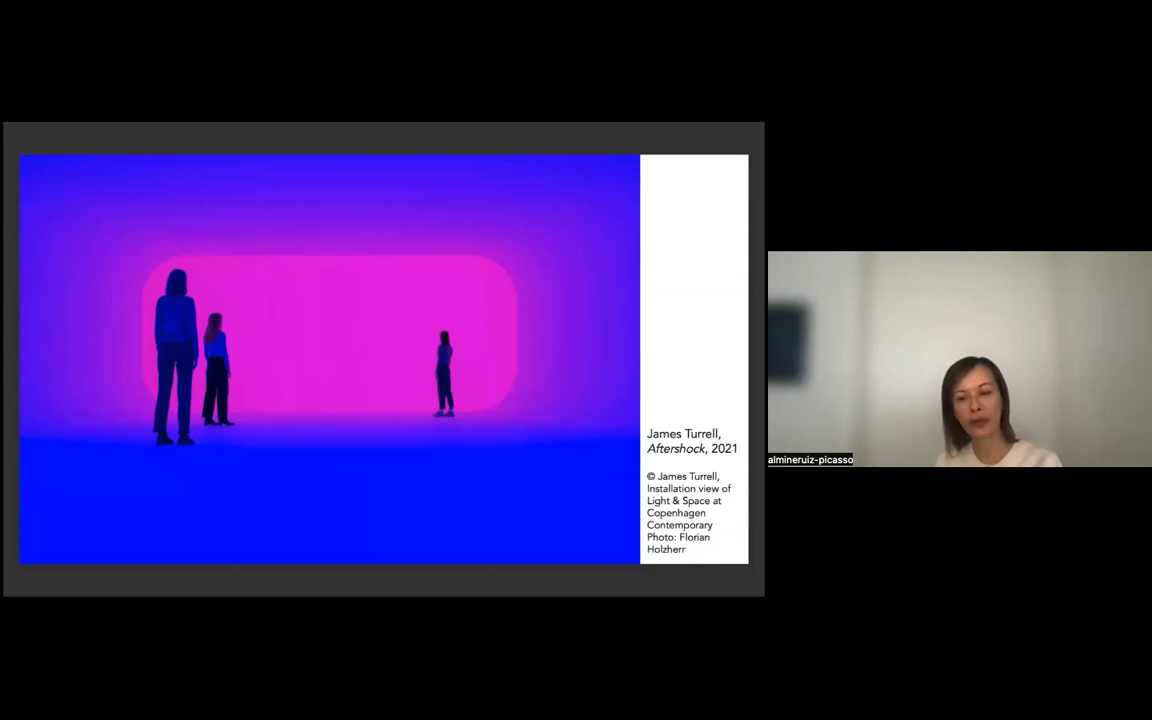 James Turrell,
Aftershock, 2021
© James Turrell,
Installation view of
Light & Space at
Copenhagen
Contemporary
Photo: Florian
Holzherr
almineruiz-picasso